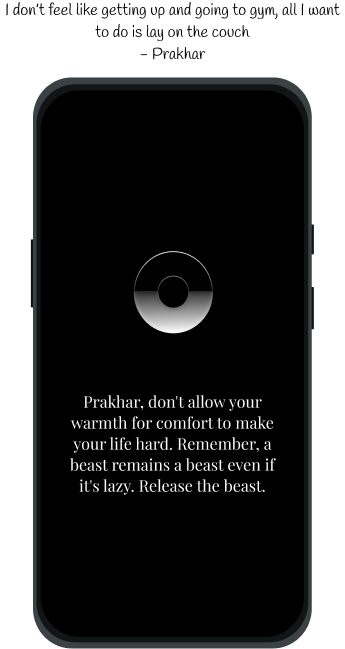 I don't feel like getting up and going to gym, all I want
to do is lay on the couch
- Prakhar
Prakhar, don't allow your
warmth for comfort to make
your life hard. Remember, a
beast remains a beast even if
it's lazy. Release the beast.